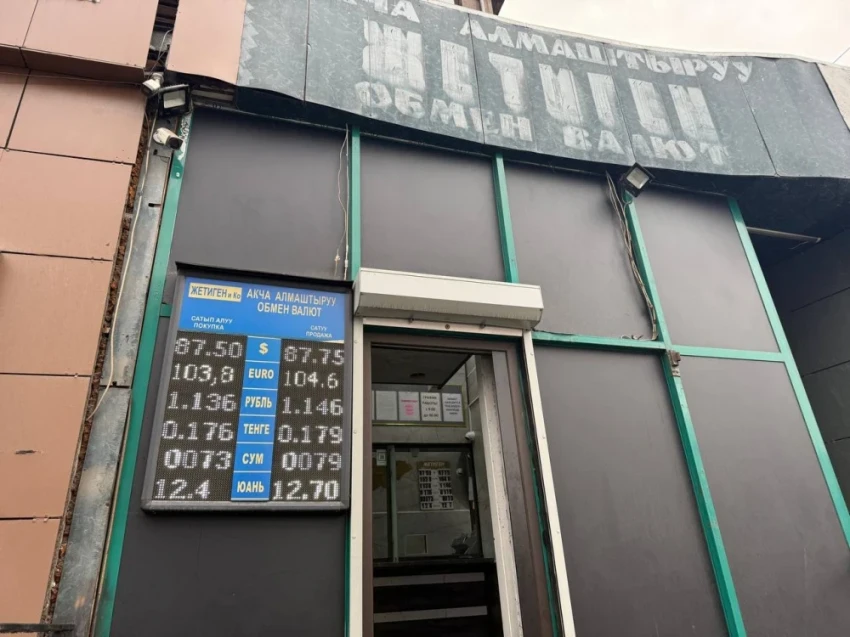 АКЧА АЛМАШТЫРУУ
ЖЕТИГЕН
ОБМЕН ВАЛЮТ
ЖЕТИГЕН и Ко АКЧА АЛМАШТЫРУУ
ОБМЕН ВАЛЮТ
САТЫП АЛУУ САТУУ
ПОКУПКА ПРОДАЖА
87.50 $ 87.75
103,8 EURO 104.6
1.136 РУБЛЬ 1.146
0.176 ТЕНГЕ 0.179
0073 СУМ 0079
12.4 ЮАНЬ 12.70